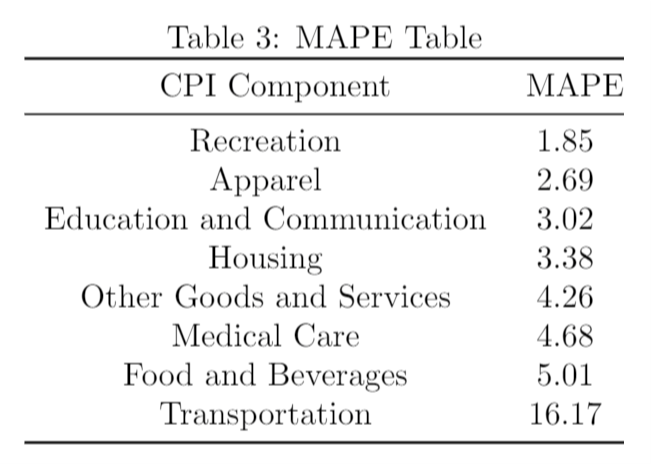 Table 3: MAPE Table
CPI Component MAPE
Recreation 1.85
Apparel 2.69
Education and Communication 3.02
Housing 3.38
Other Goods and Services 4.26
Medical Care 4.68
Food and Beverages 5.01
Transportation 16.17